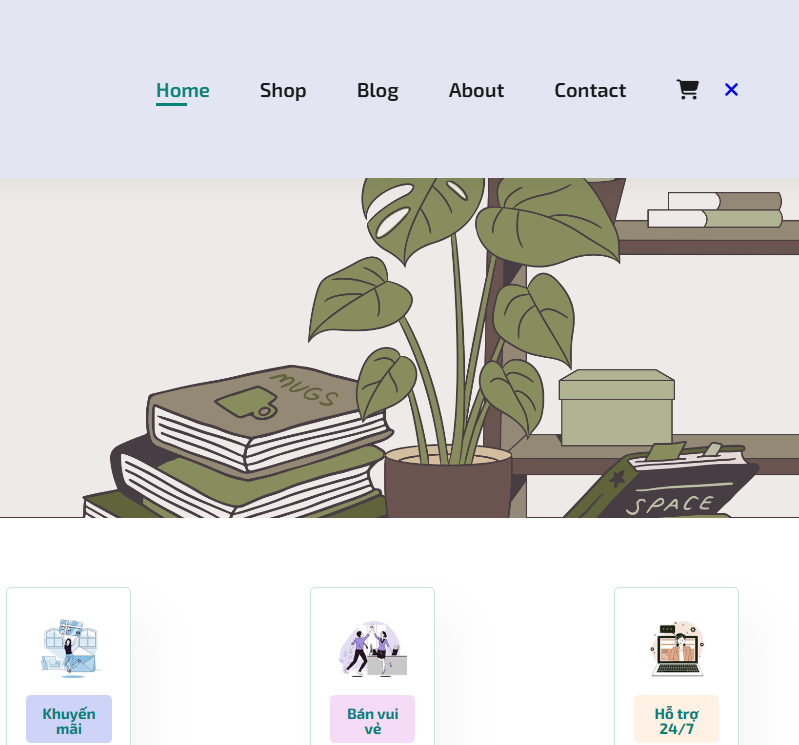 Home Shop Blog About Contact
MUGS
SPACE
Khuyến
mãi
Bán vui
vẻ
Hỗ trợ
24/7